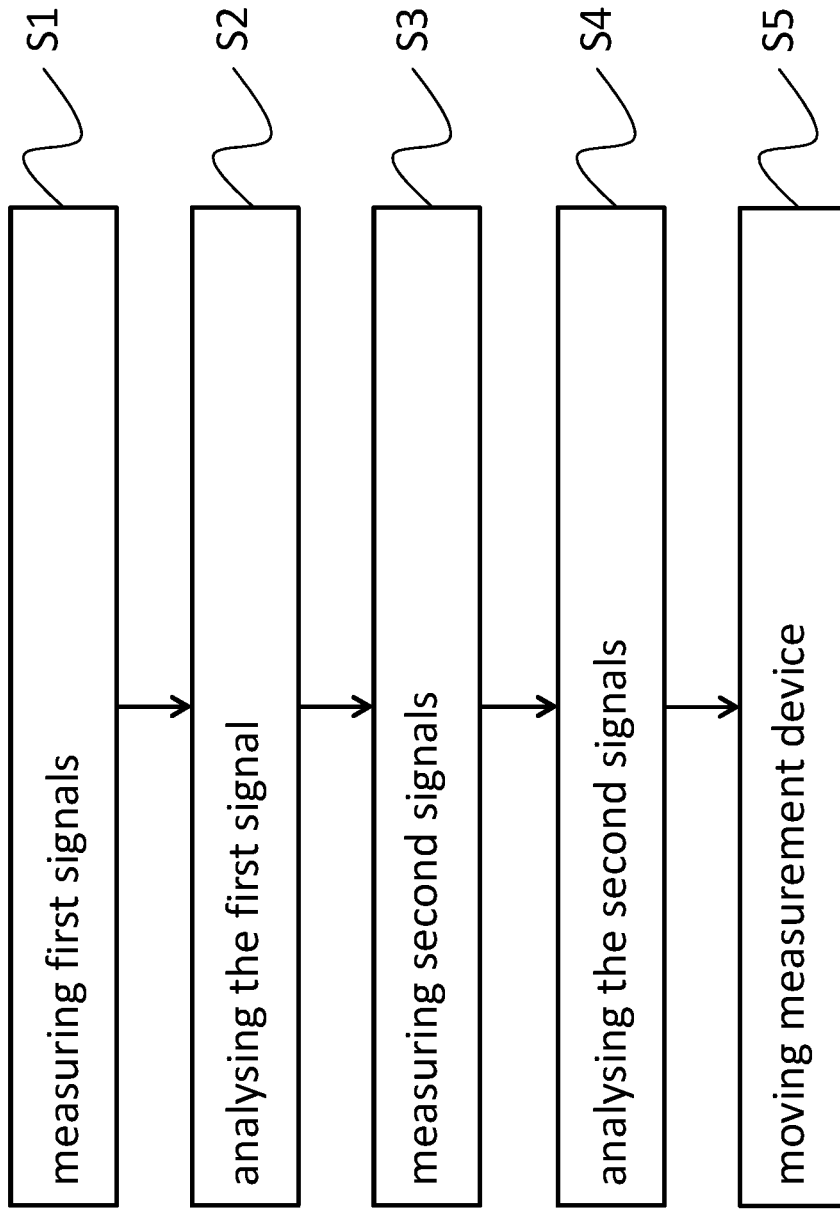 measuring first signals
S1
analysing the first signal
S2
measuring second signals
S3
analysing the second signals
S4
moving measurement device
S5